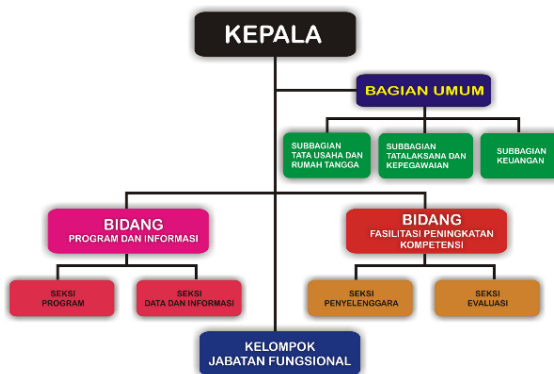 KEPALA
BAGIAN UMUM
SUBBAGIAN
TATA USAHA DAN
RUMAH TANGGA
SUBBAGIAN
TATALAKSANA DAN
KEPEGAWAIAN
SUBBAGIAN
KEUANGAN
BIDANG
PROGRAM DAN INFORMASI
BIDANG
FASILITASI PENINGKATAN
KOMPETENSI
SEKSI
PROGRAM
SEKSI
DATA DAN INFORMASI
SEKSI
PENYELENGGARA
SEKSI
EVALUASI
KELOMPOK
JABATAN FUNGSIONAL